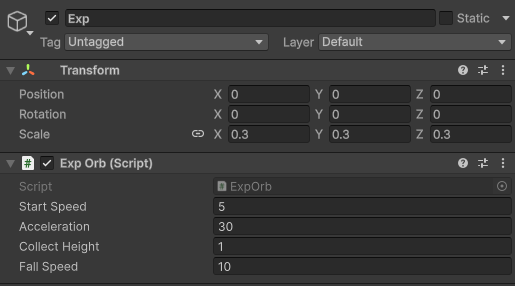 Exp Static
Tag Untagged Layer Default
Transform
Position X 0 Y 0 Z 0
Rotation X 0 Y 0 Z 0
Scale X 0.3 Y 0.3 Z 0.3
# Exp Orb (Script)
Script # ExpOrb
Start Speed 5
Acceleration 30
Collect Height 1
Fall Speed 10